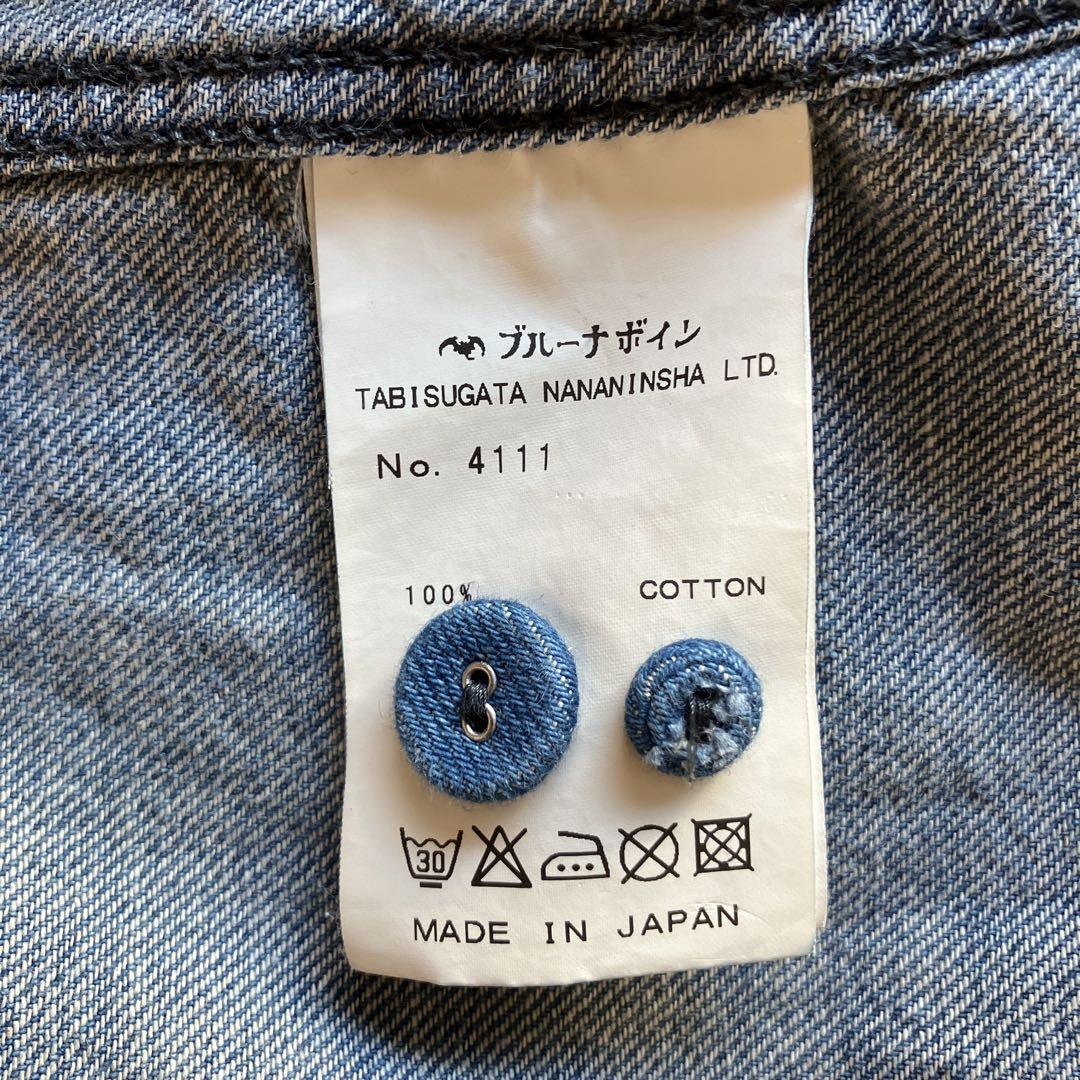 ブルーナボイン
TABISUGATA NANANINSHA LTD.
No. 4111
100% COTTON
30
MADE IN JAPAN